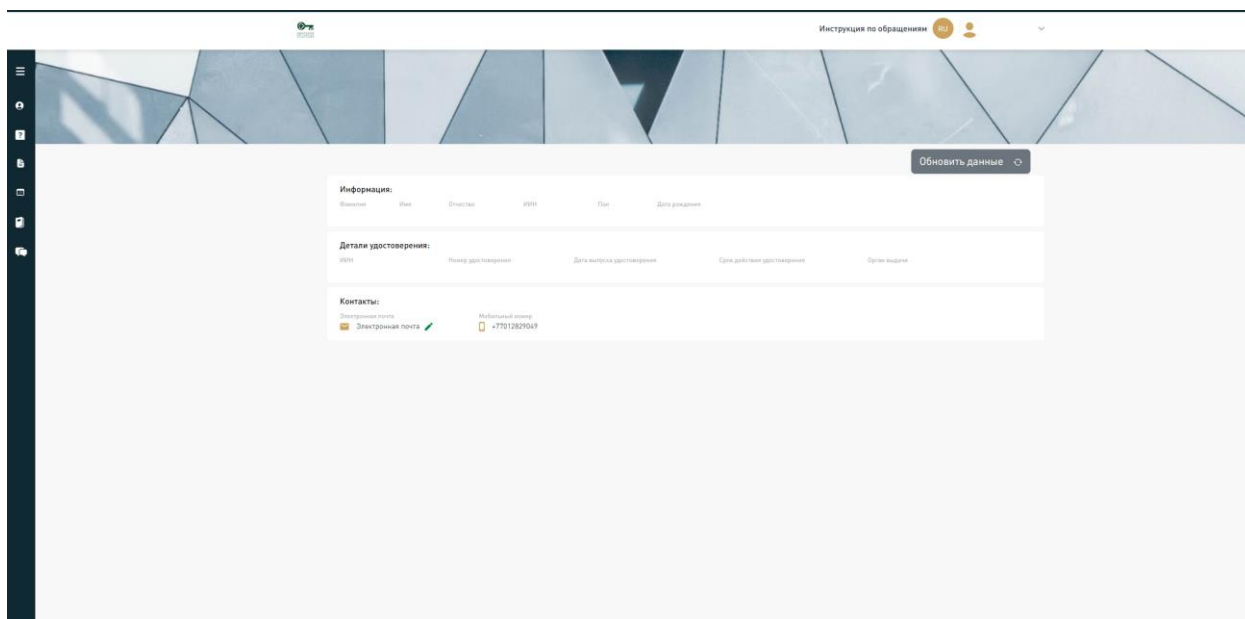 Инструкция по обращениям RU
Обновить данные
Информация:
Фамилия Имя Отчество ИИН Пол Дата рождения
Детали удостоверения:
ИИН Номер удостоверения Дата выпуска удостоверения Срок действия удостоверения Орган выдачи
Контакты:
Электронная почта Мобильный номер
Электронная почта +77012829049